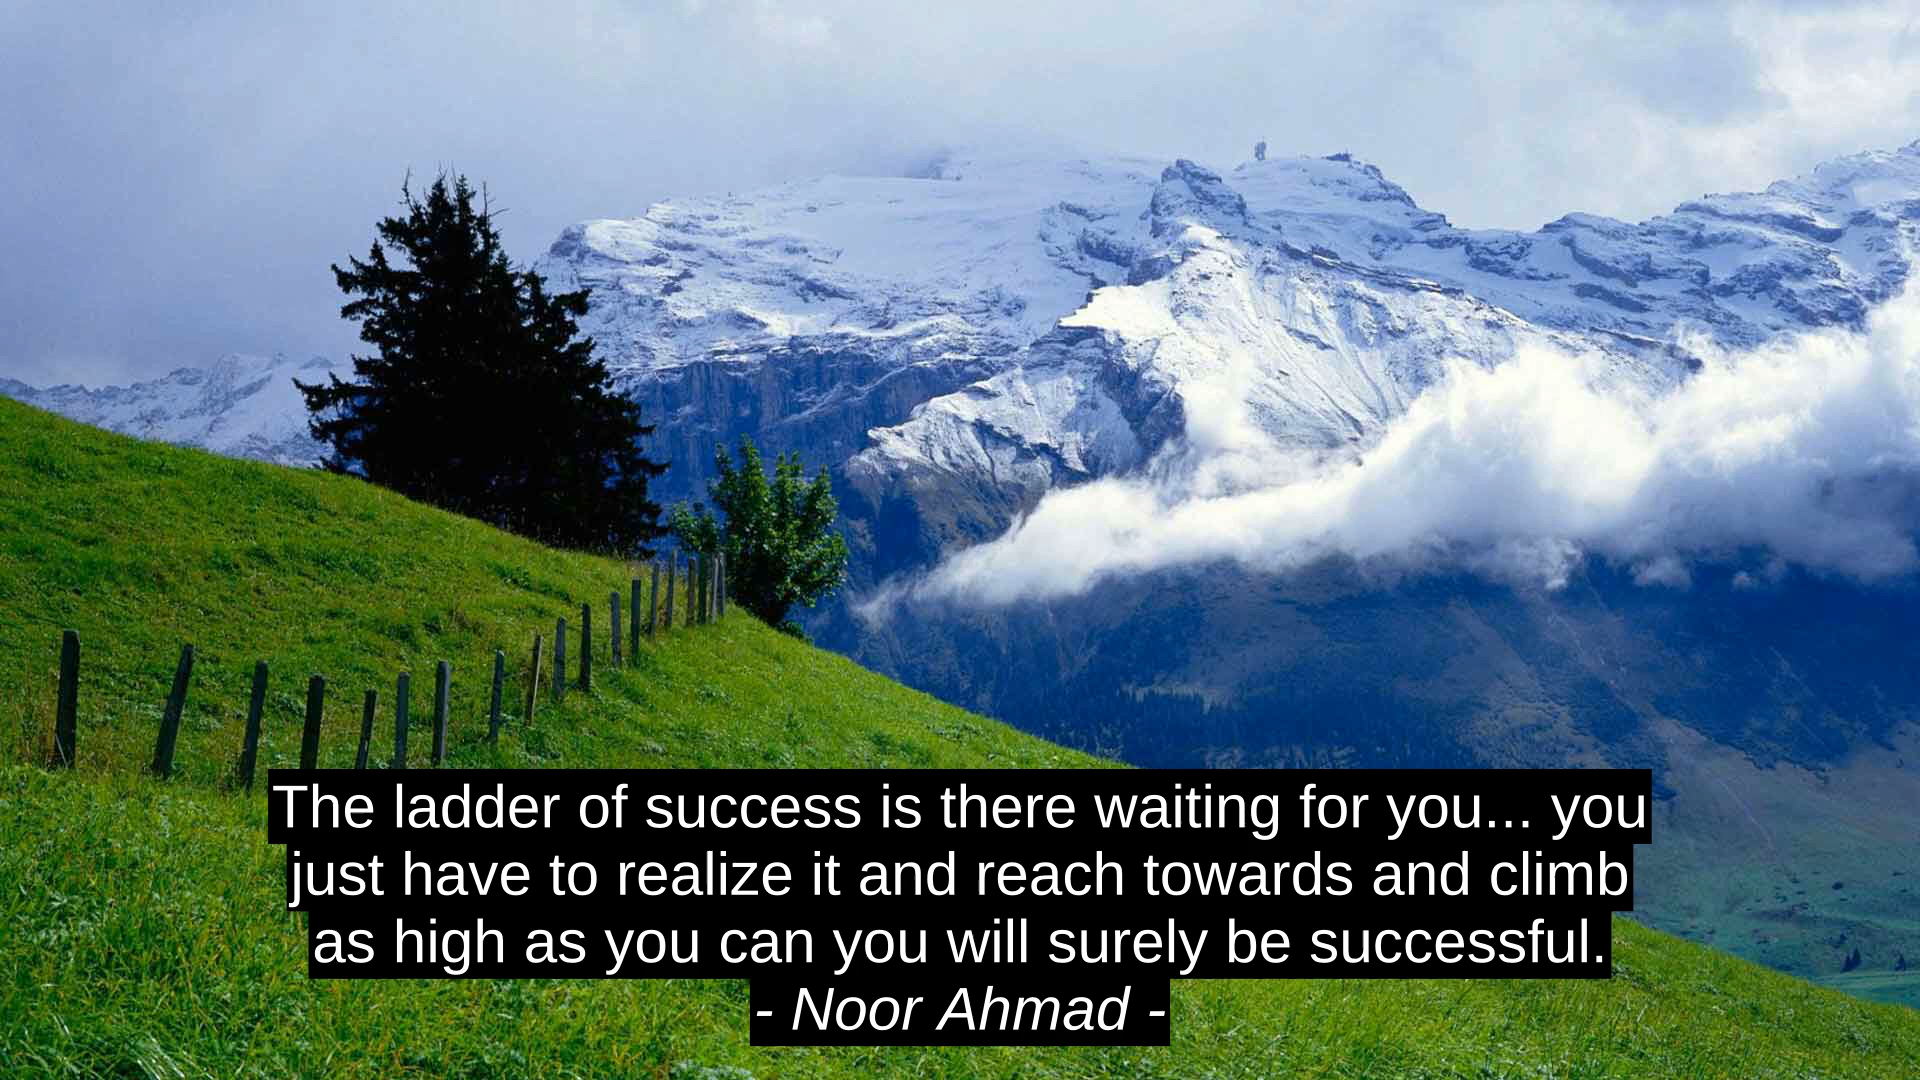 The ladder of success is there waiting for you... you
just have to realize it and reach towards and climb
as high as you can you will surely be successful.
- Noor Ahmad -